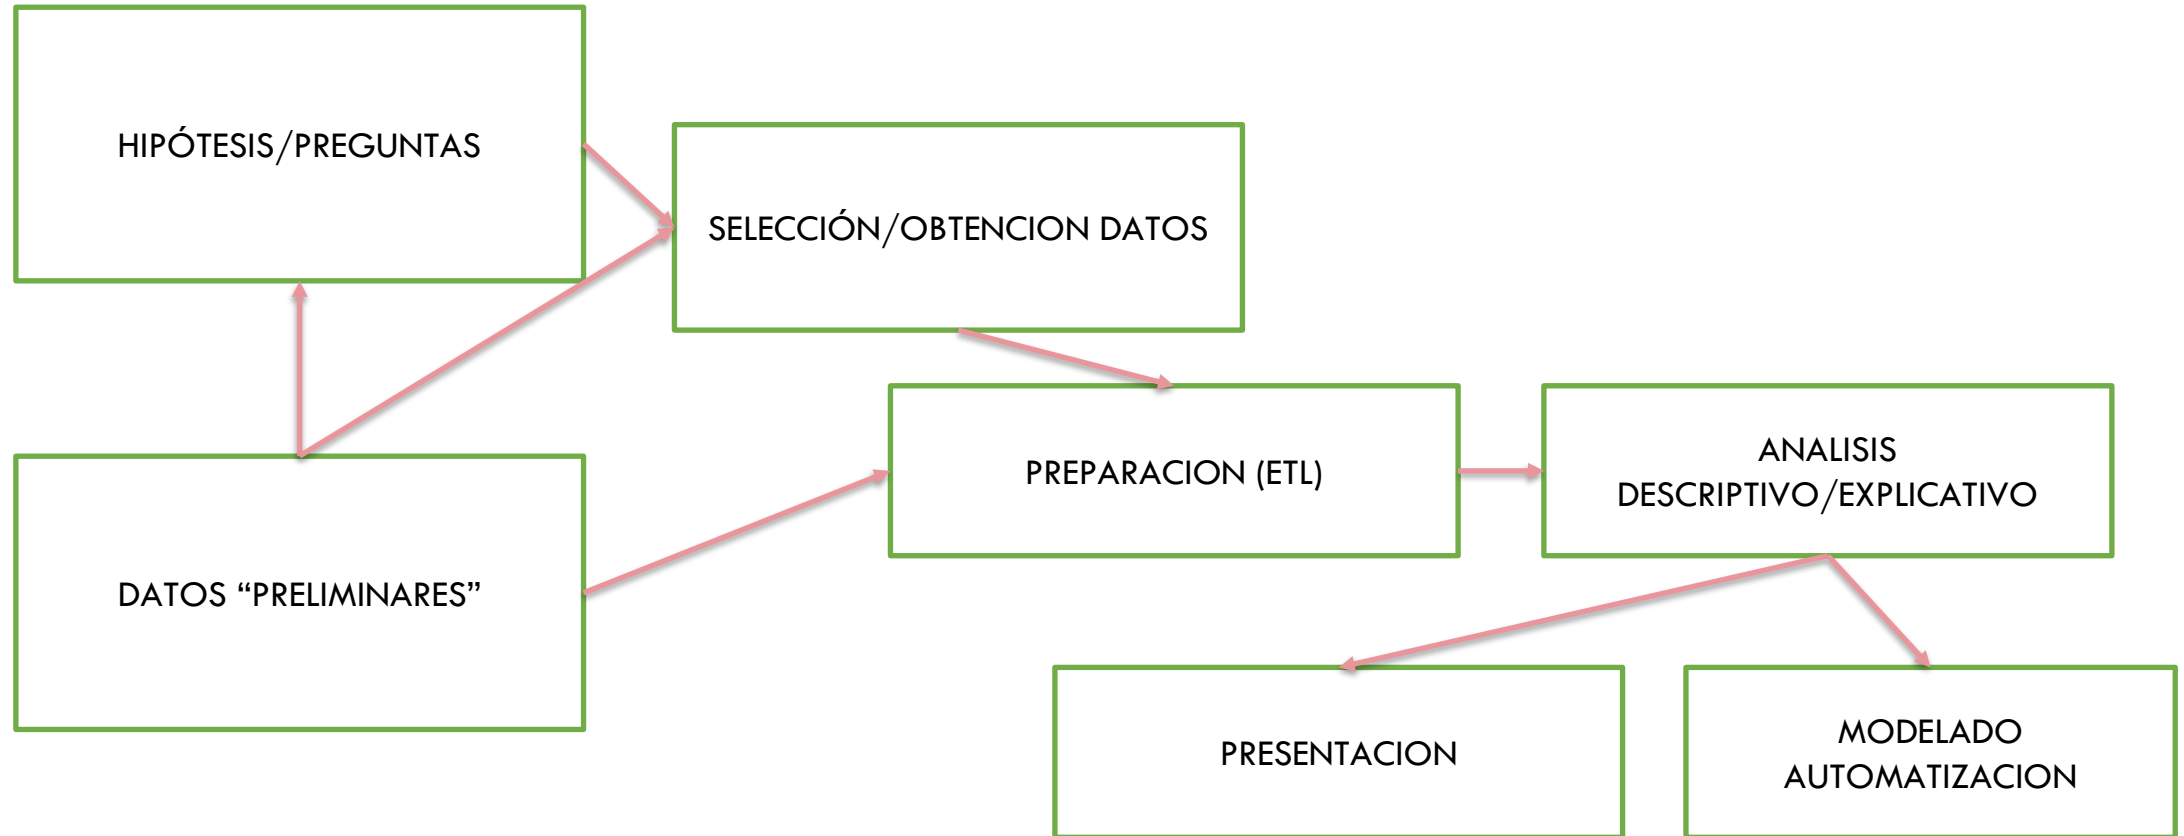 HIPÓTESIS/PREGUNTAS
SELECCIÓN/OBTENCION DATOS
DATOS “PRELIMINARES”
PREPARACION (ETL)
ANALISIS
DESCRIPTIVO/EXPLICATIVO
PRESENTACION
MODELADO
AUTOMATIZACION